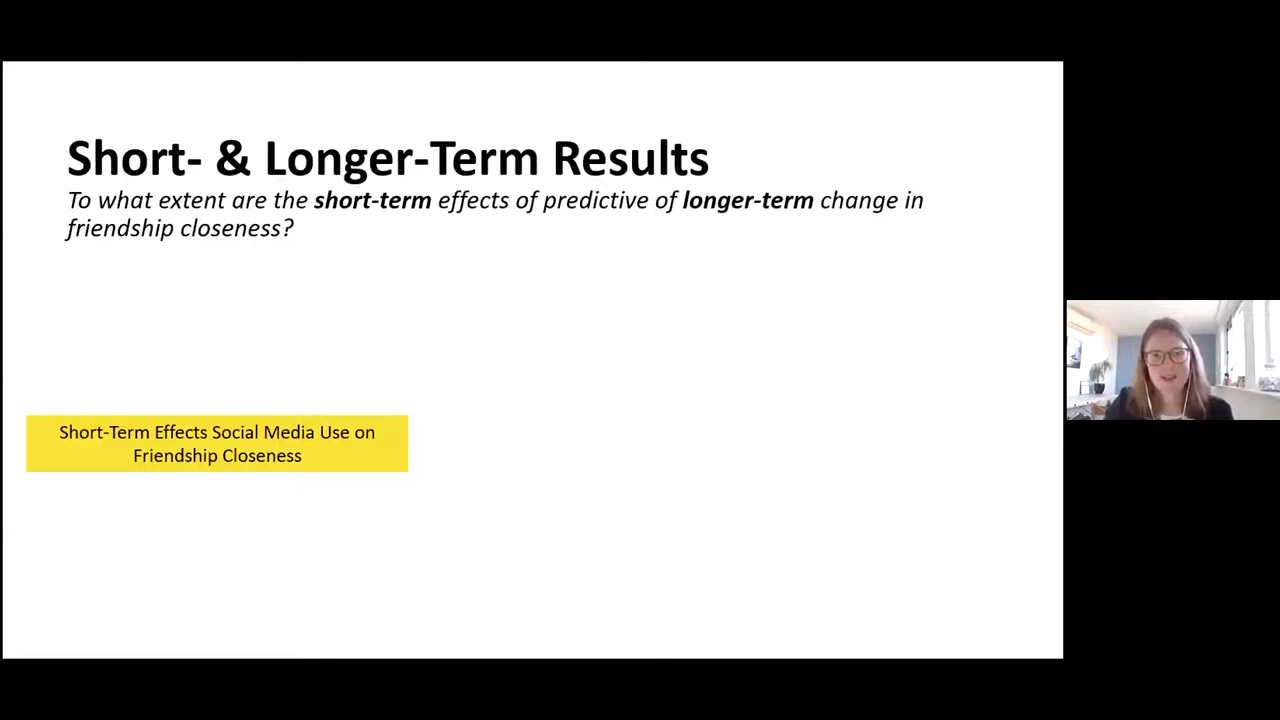 Short- & Longer-Term Results
To what extent are the short-term effects of predictive of longer-term change in
friendship closeness?
Short-Term Effects Social Media Use on
Friendship Closeness